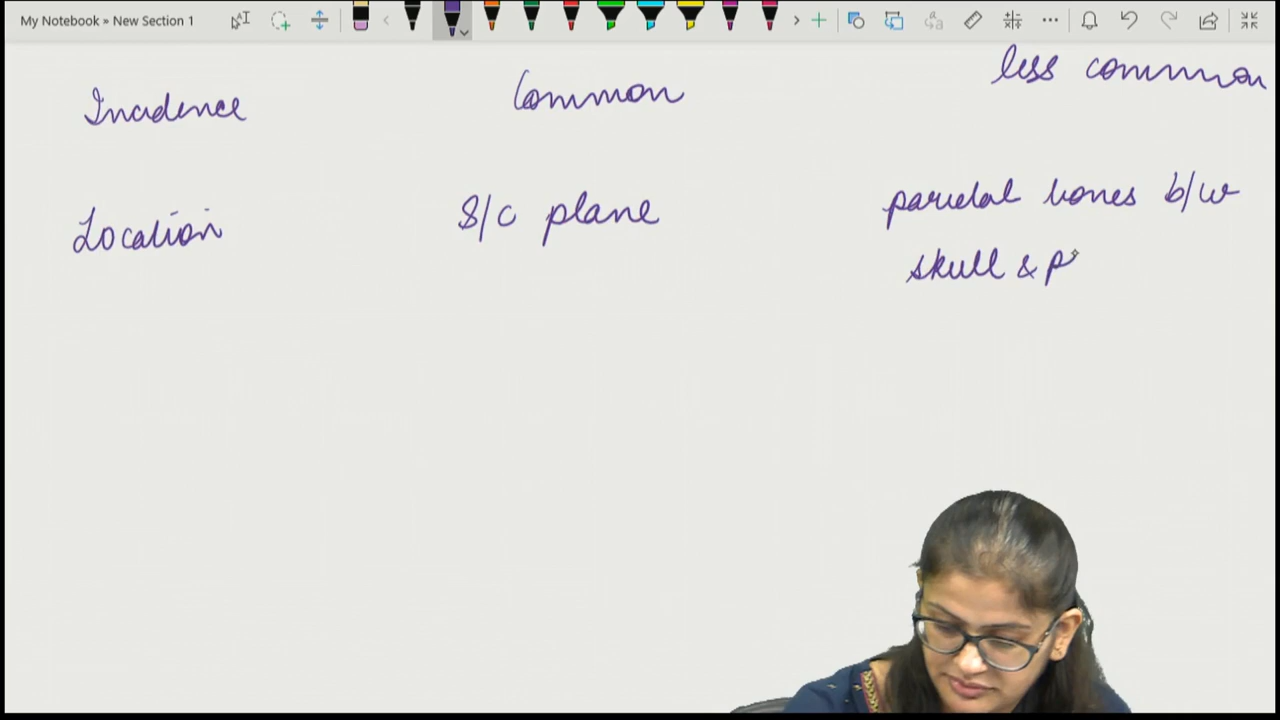 My Notebook » New Section 1
Incidence Common less common
Location S/C plane parietal bones b/w
skull & p